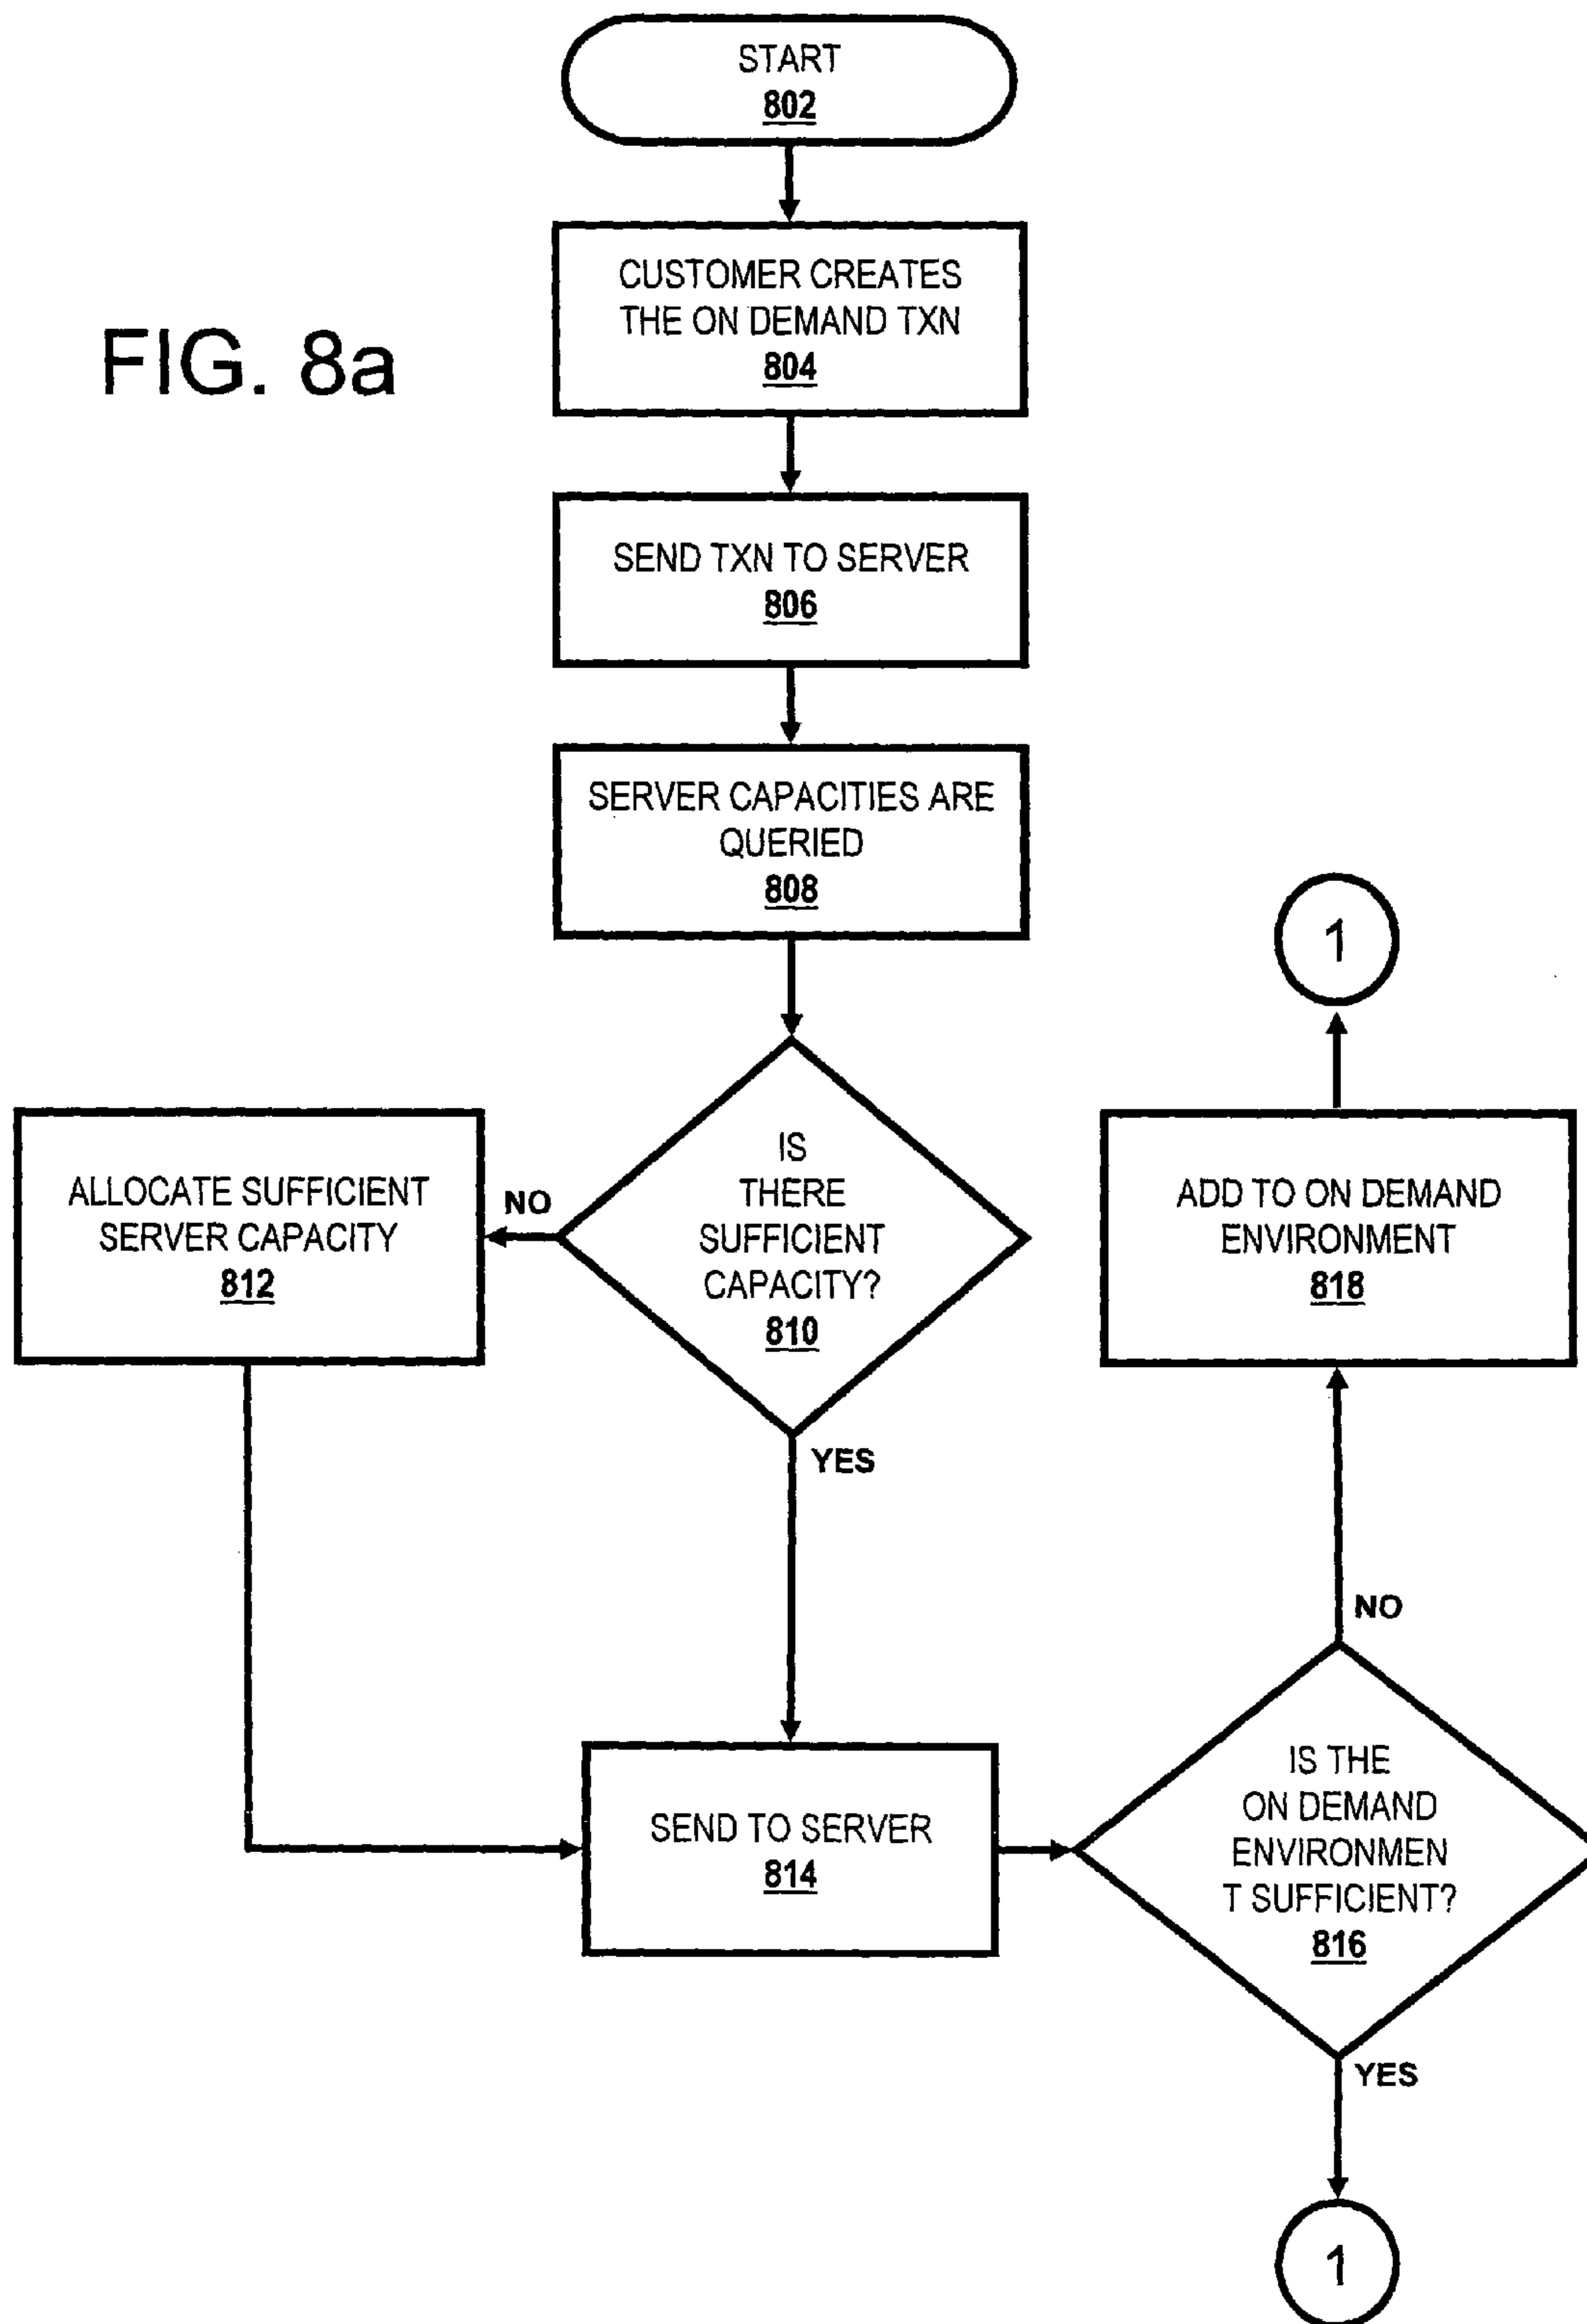 START
802
FIG. 8a
CUSTOMER CREATES
THE ON DEMAND TXN
804
SEND TXN TO SERVER
806
SERVER CAPACITIES ARE
QUERIED
808
IS
THERE
SUFFICIENT
CAPACITY?
810
NO
ALLOCATE SUFFICIENT
SERVER CAPACITY
812
YES
SEND TO SERVER
814
IS THE
ON DEMAND
ENVIRONMEN
T SUFFICIENT?
816
NO
ADD TO ON DEMAND
ENVIRONMENT
818
1
YES
1